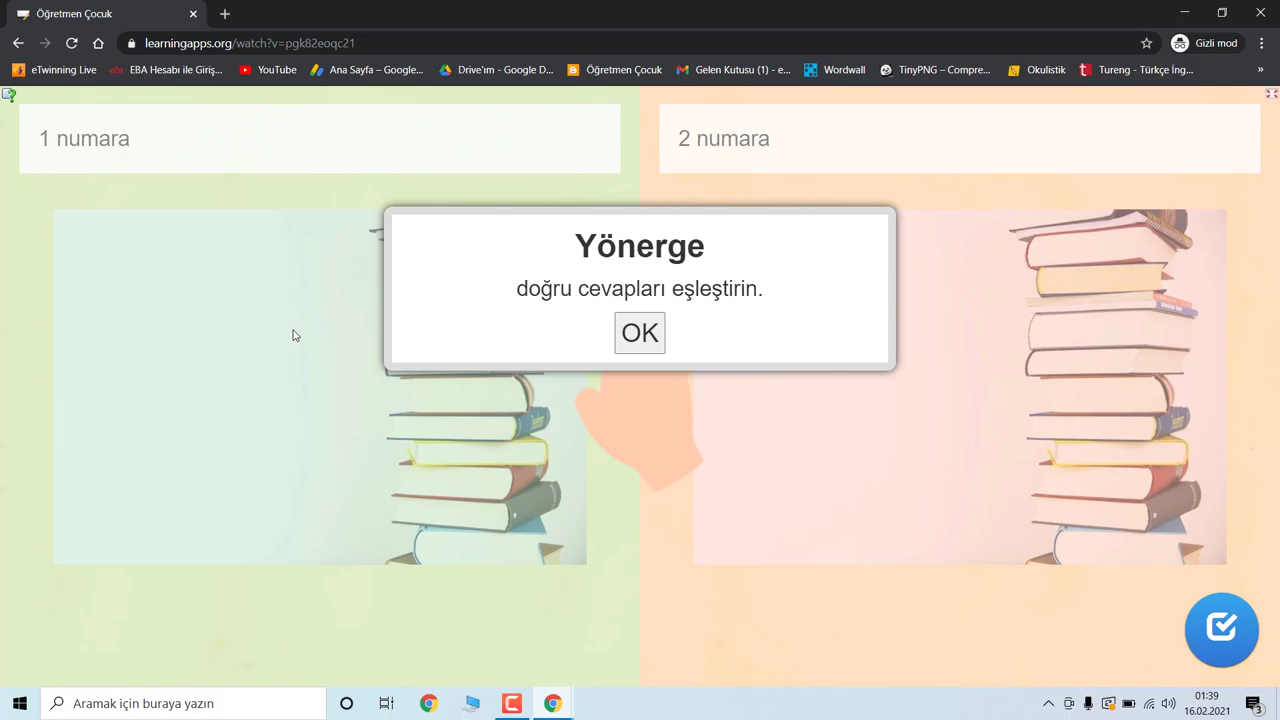 Öğretmen Çocuk
learningapps.org/watch?v=pgk82eoqc21
Gizli mod
eTwinning Live
EBA Hesabı ile Giriş...
YouTube
Ana Sayfa – Google...
Drive'ım - Google D...
Öğretmen Çocuk
Gelen Kutusu (1) - e...
Wordwall
TinyPNG – Compre...
Okulistik
Tureng - Türkçe İng...
»
1 numara
2 numara
Yönerge
doğru cevapları eşleştirin.
OK
Aramak için buraya yazın
01:39
16.02.2021
3